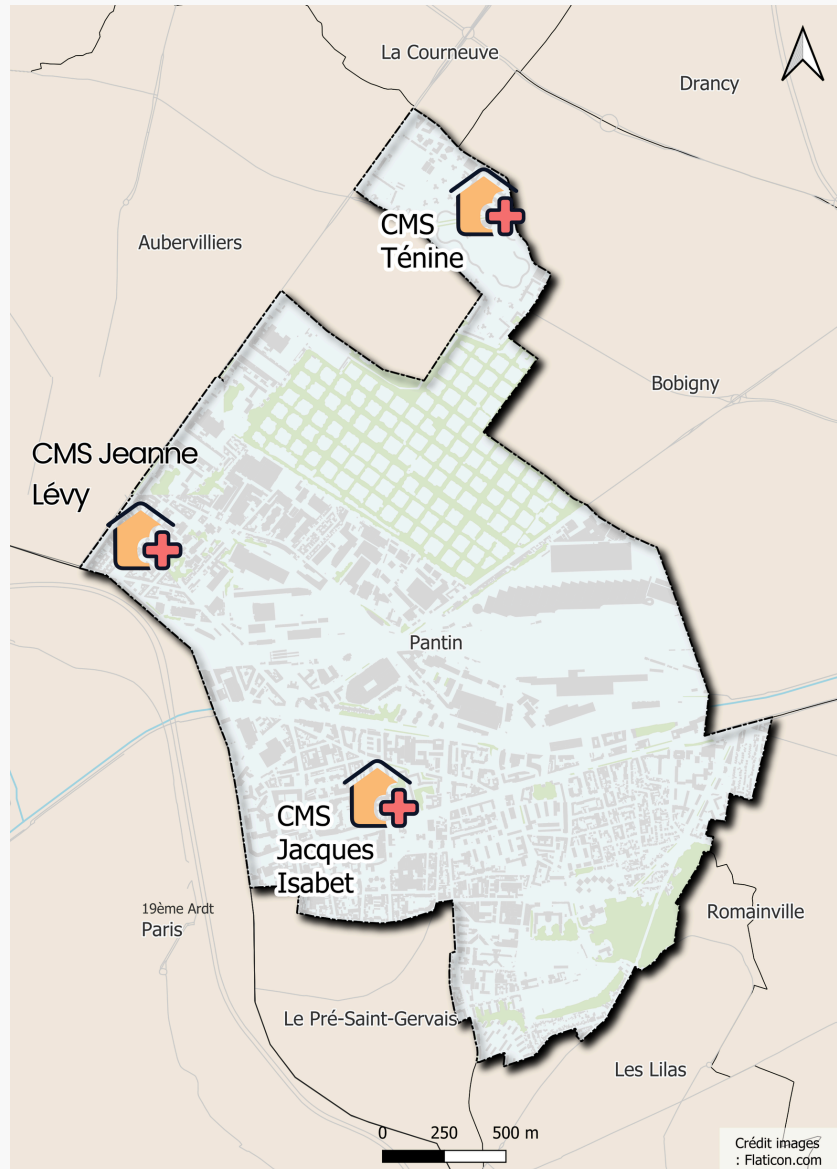 La Courneuve
Drancy
CMS
Ténine
Aubervilliers
Bobigny
CMS Jeanne
Lévy
Pantin
CMS
Jacques
Isabet
19ème Ardt
Paris
Romainville
Le Pré-Saint-Gervais
Les Lilas
0 250 500 m
Crédit images
: Flaticon.com